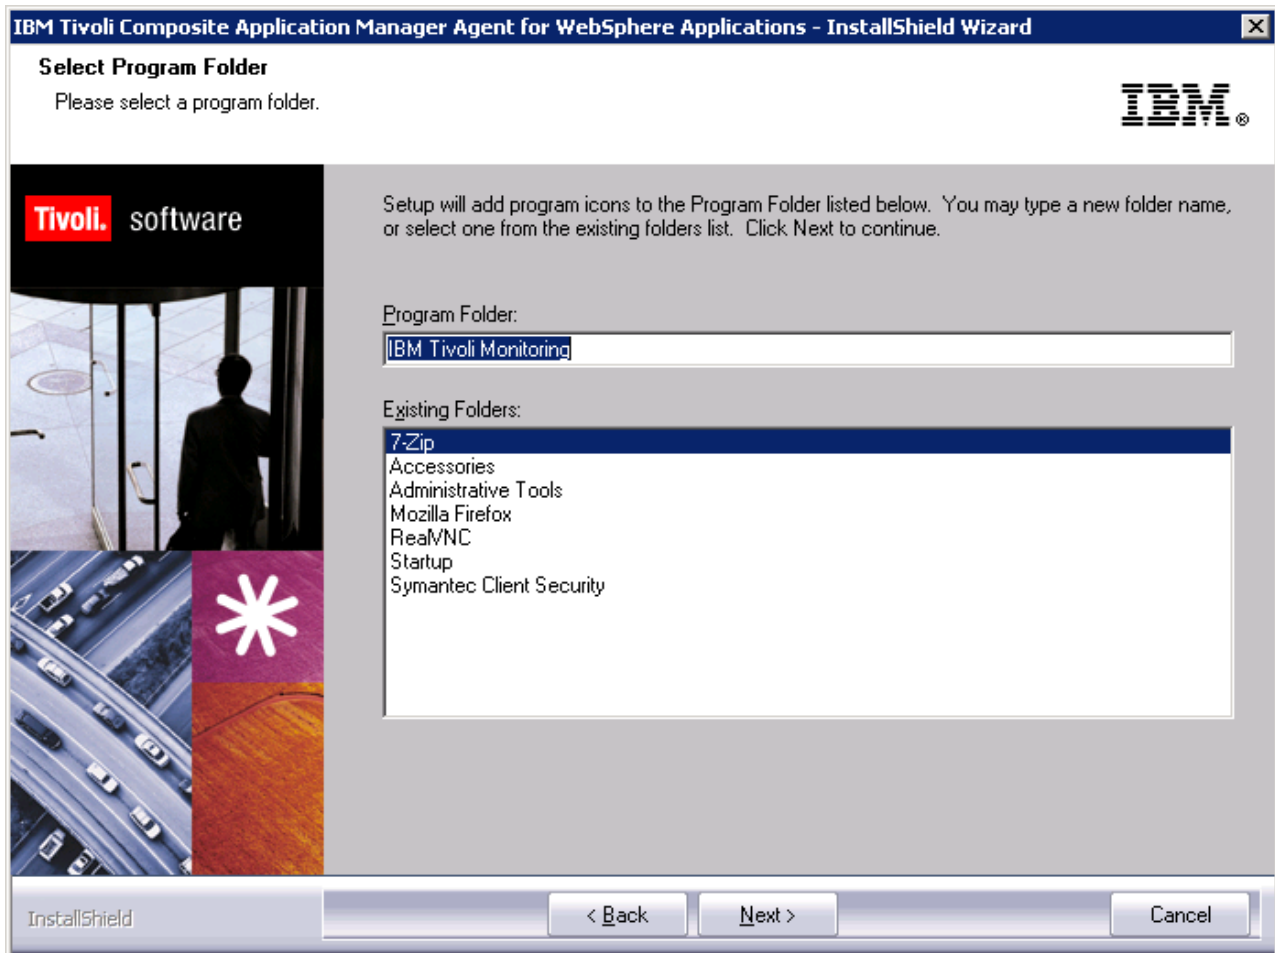 IBM Tivoli Composite Application Manager Agent for WebSphere Applications - InstallShield Wizard
Select Program Folder
Please select a program folder.
IBM®
Tivoli. software
Setup will add program icons to the Program Folder listed below.  You may type a new folder name,
or select one from the existing folders list.  Click Next to continue.
Program Folder:
IBM Tivoli Monitoring
Existing Folders:
7-Zip
Accessories
Administrative Tools
Mozilla Firefox
RealVNC
Startup
Symantec Client Security
InstallShield
< Back
Next >
Cancel